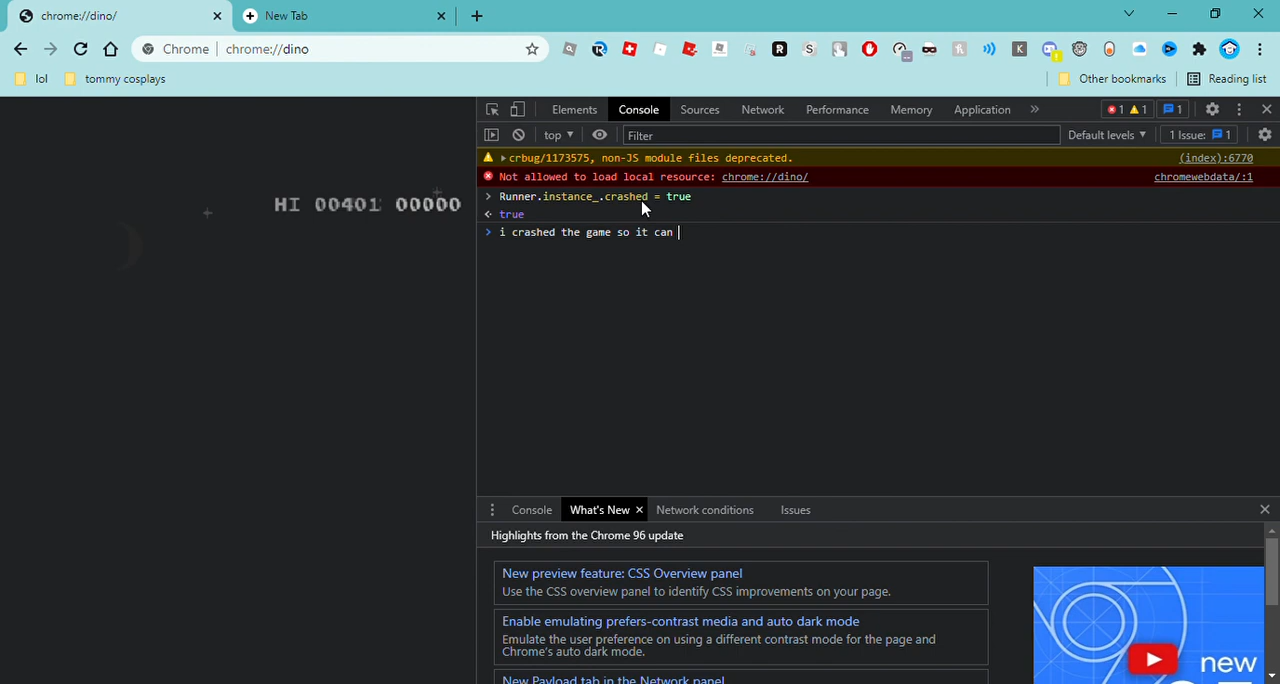 chrome://dino/
New Tab
Chrome | chrome://dino
lol
tommy cosplays
Other bookmarks
Reading list
Elements
Console
Sources
Network
Performance
Memory
Application
1 1
1
top
Filter
Default levels
1 Issue: 1
crbug/1173575, non-JS module files deprecated.
(index):6770
Not allowed to load local resource: chrome://dino/
chromewebdata/:1
Runner.instance_.crashed = true
true
i crashed the game so it can
HI 00401 00000
Console
What's New
Network conditions
Issues
Highlights from the Chrome 96 update
New preview feature: CSS Overview panel
Use the CSS overview panel to identify CSS improvements on your page.
Enable emulating prefers-contrast media and auto dark mode
Emulate the user preference on using a different contrast mode for the page and
Chrome's auto dark mode.
New Payload tab in the Network panel
new